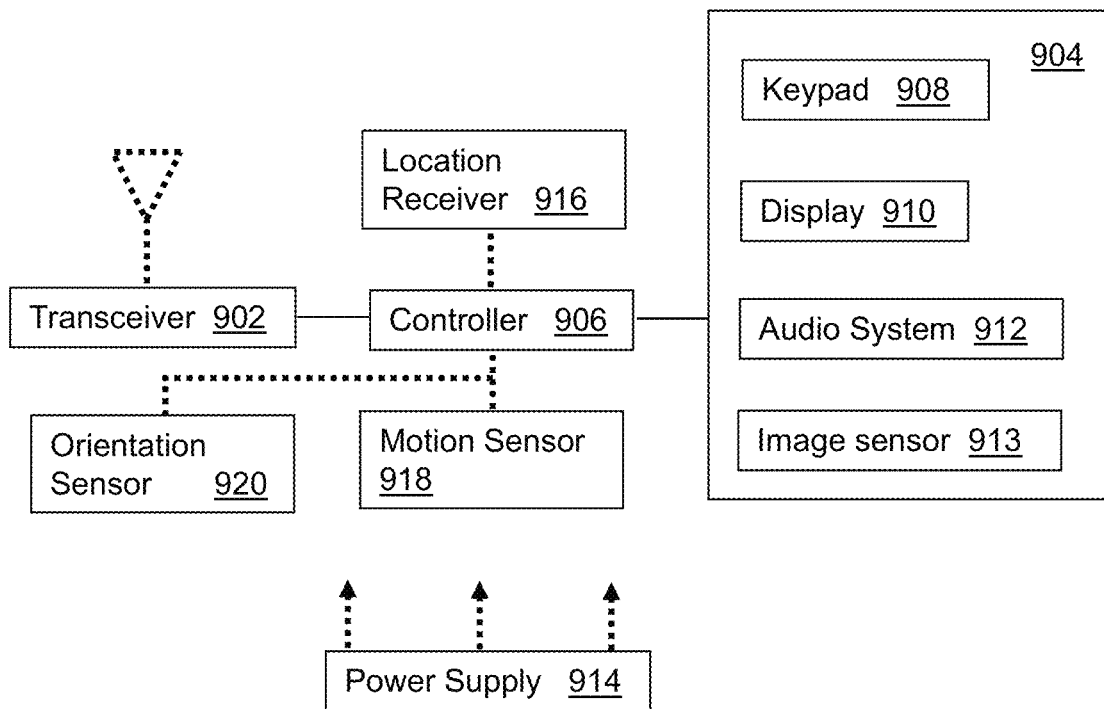 904
Keypad 908
Location
Receiver 916
Display 910
Transceiver 902
Controller 906
Audio System 912
Orientation
Sensor 920
Motion Sensor
918
Image sensor 913
Power Supply 914